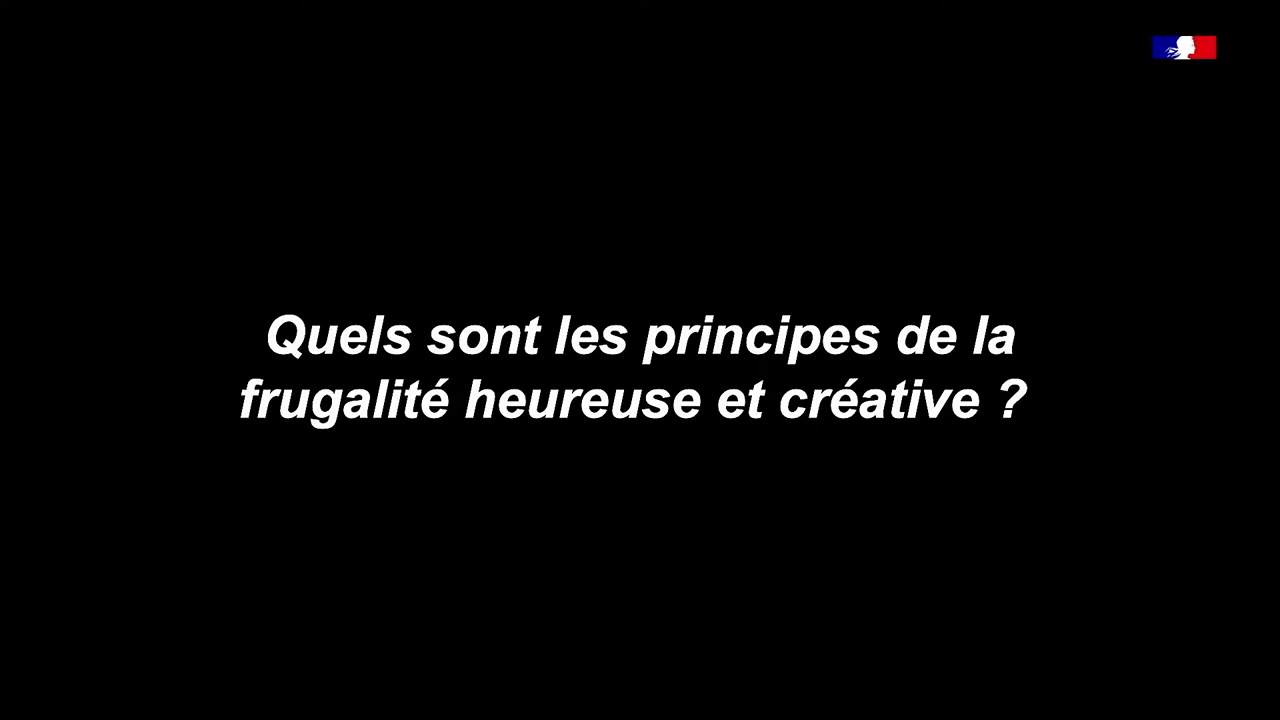 Quels sont les principes de la
frugalité heureuse et créative ?